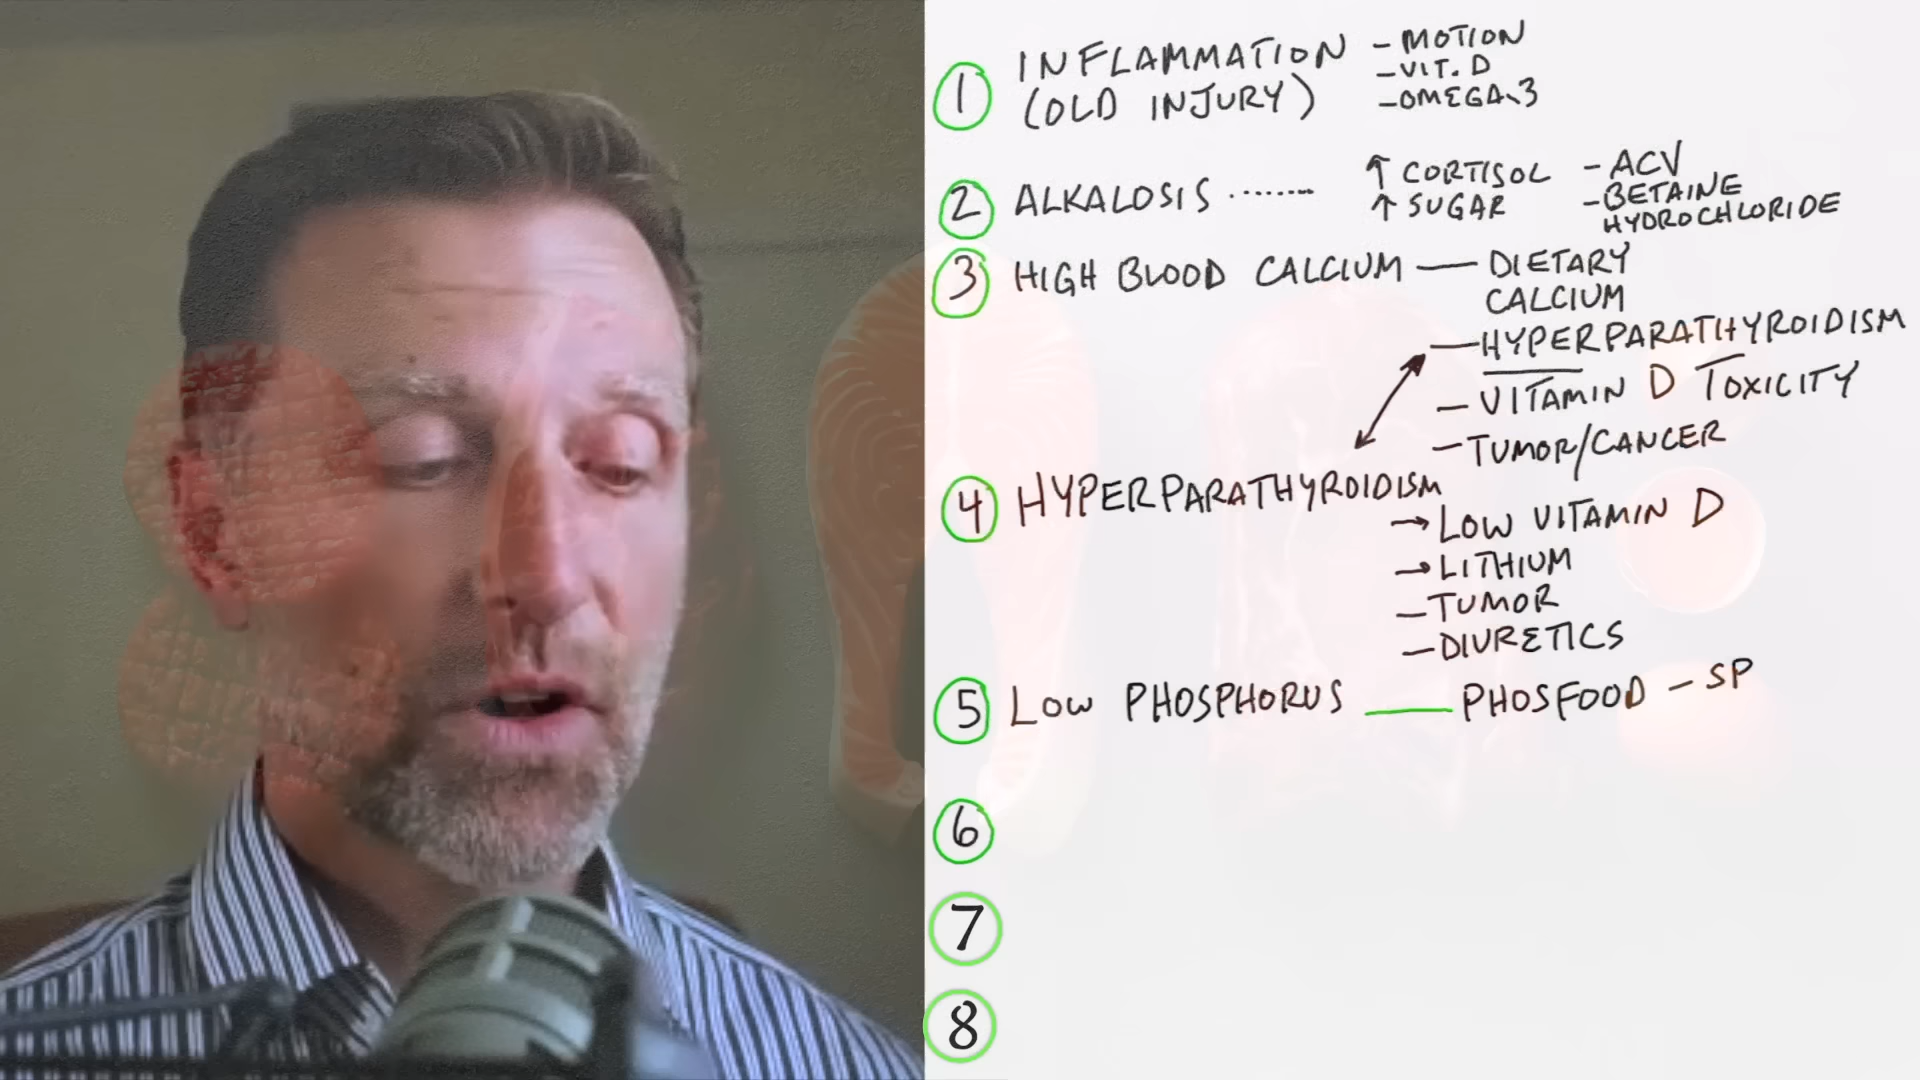 1 INFLAMMATION - MOTION
(OLD INJURY) - VIT. D
- OMEGA-3
2 ALKALOSIS ........ ↑ CORTISOL - ACV
↑ SUGAR - BETAINE
HYDROCHLORIDE
3 HIGH BLOOD CALCIUM — DIETARY
CALCIUM
— HYPERPARATHYROIDISM
— VITAMIN D TOXICITY
— TUMOR/CANCER
4 HYPERPARATHYROIDISM
→ LOW VITAMIN D
→ LITHIUM
— TUMOR
— DIURETICS
5 LOW PHOSPHORUS — PHOSFOOD - SP
6
7
8